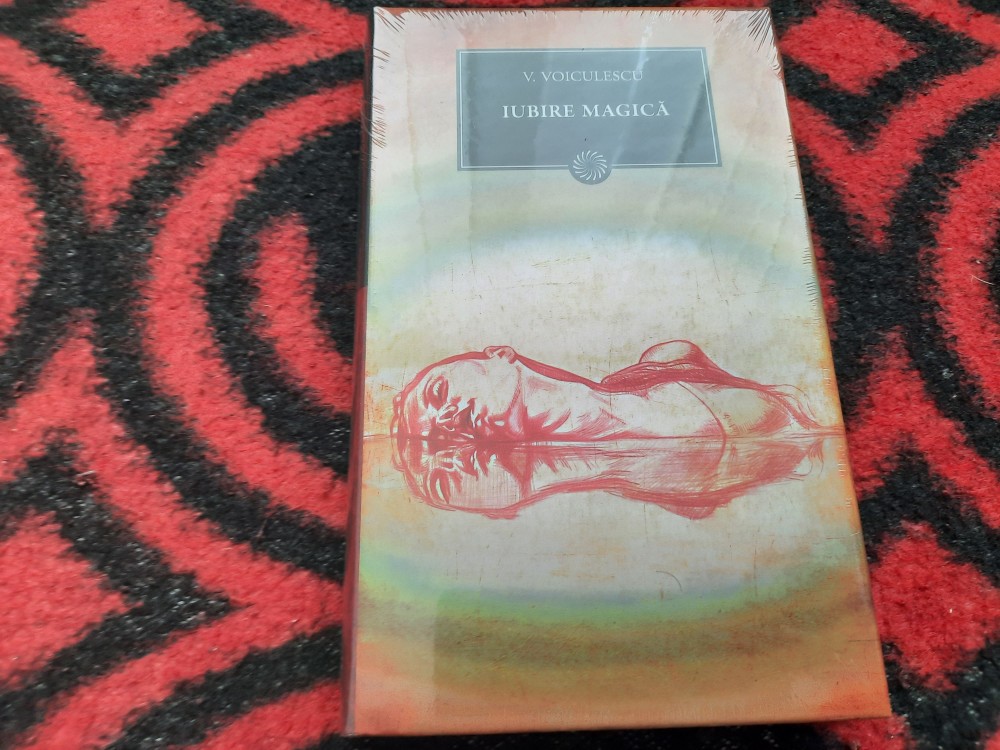 V. VOICULESCU
IUBIRE MAGICĂ